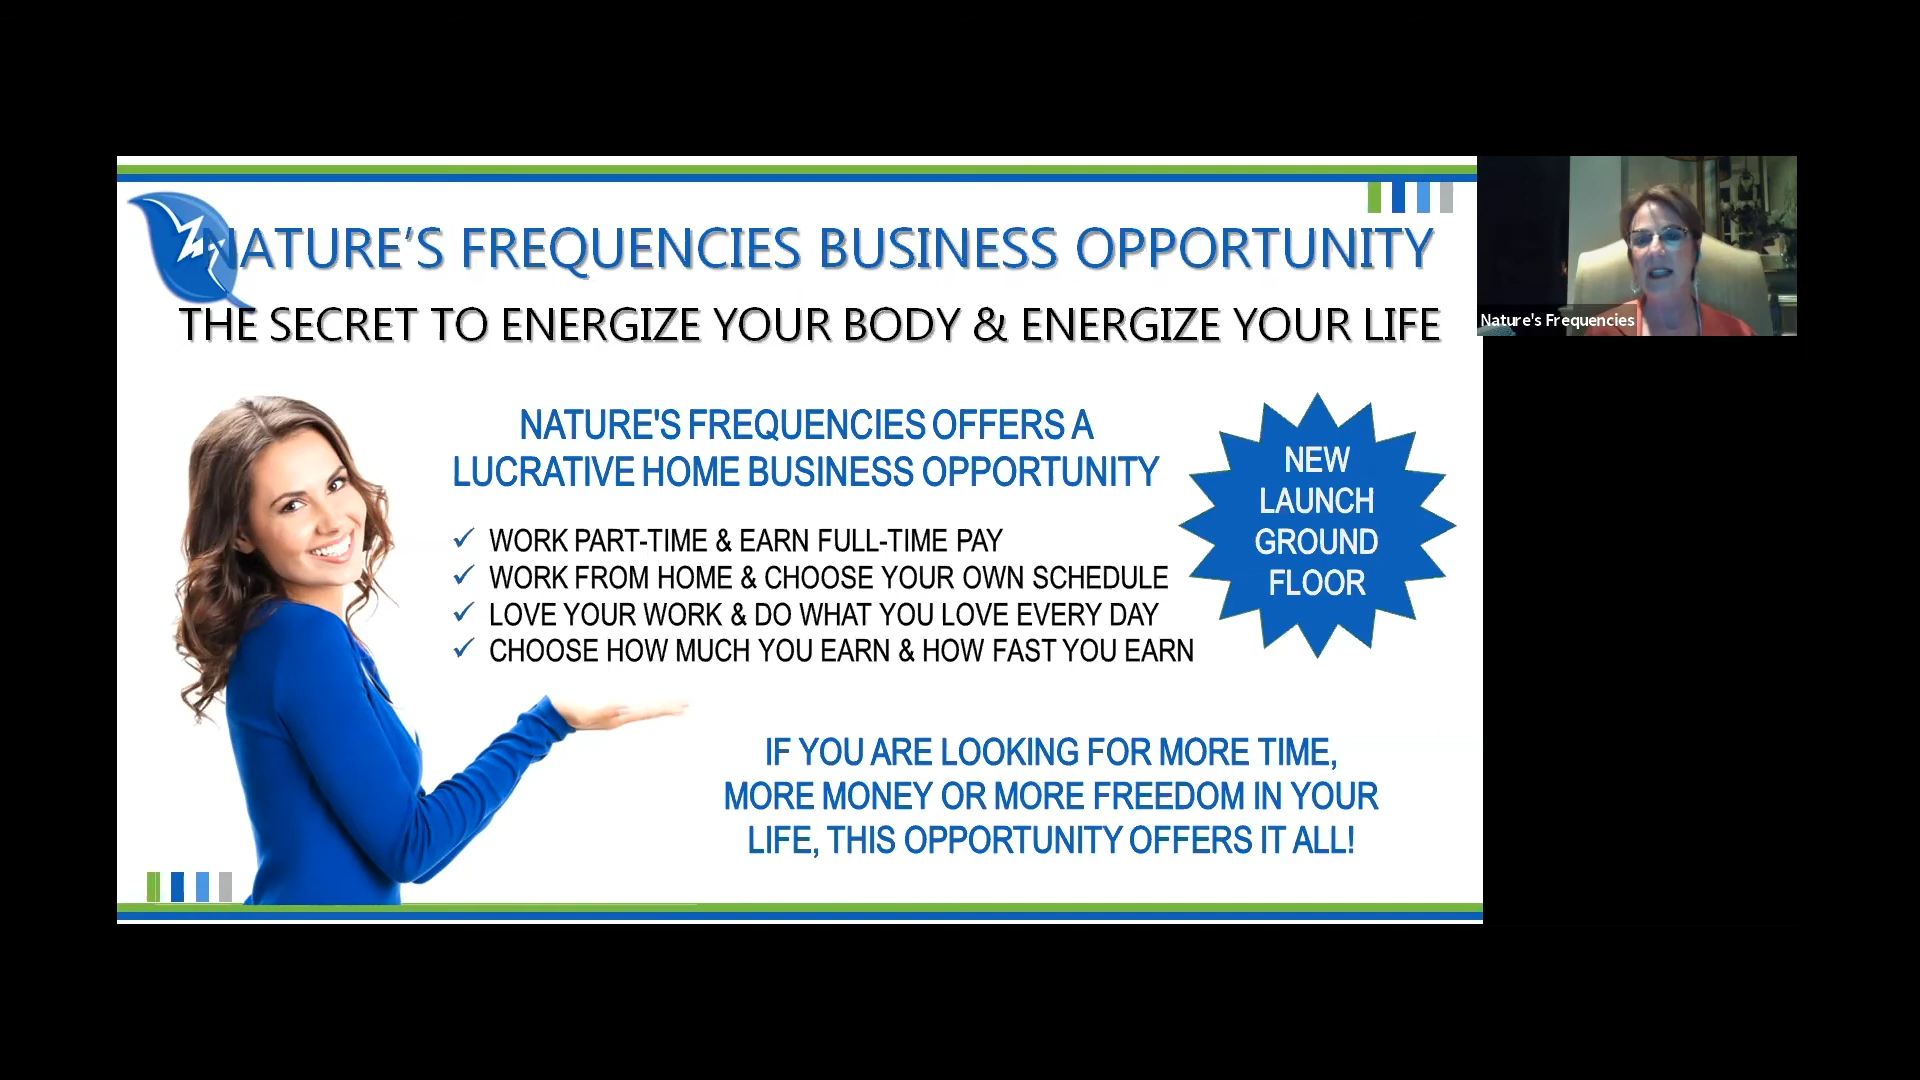 NATURE'S FREQUENCIES BUSINESS OPPORTUNITY
THE SECRET TO ENERGIZE YOUR BODY & ENERGIZE YOUR LIFE
Nature's Frequencies
NATURE'S FREQUENCIES OFFERS A
LUCRATIVE HOME BUSINESS OPPORTUNITY
✓ WORK PART-TIME & EARN FULL-TIME PAY
✓ WORK FROM HOME & CHOOSE YOUR OWN SCHEDULE
✓ LOVE YOUR WORK & DO WHAT YOU LOVE EVERY DAY
✓ CHOOSE HOW MUCH YOU EARN & HOW FAST YOU EARN
NEW
LAUNCH
GROUND
FLOOR
IF YOU ARE LOOKING FOR MORE TIME,
MORE MONEY OR MORE FREEDOM IN YOUR
LIFE, THIS OPPORTUNITY OFFERS IT ALL!